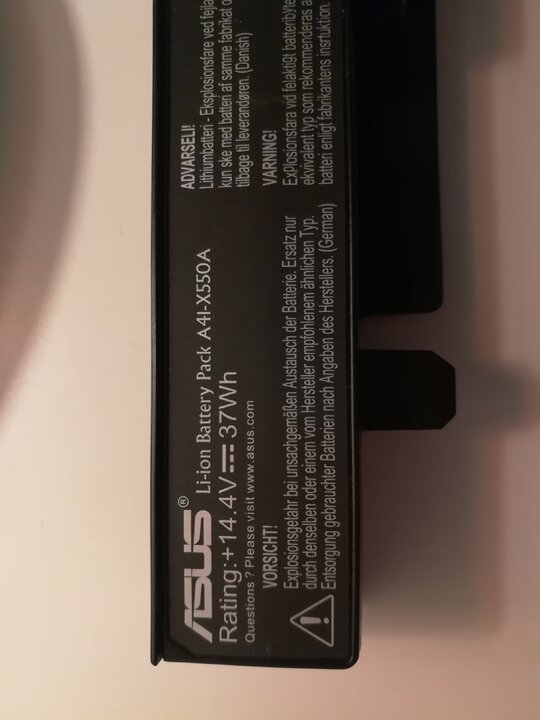 ASUS® Li-ion Battery Pack A41-X550A
Rating:+14.4V⎓37Wh
Questions ? Please visit www.asus.com
VORSICHT!
Explosionsgetahr bei unsachgemäßen Austausch der Batterie. Ersatz nur
durch denselben oder einem vom Hersteller empfohlenem ähnlichen Typ.
Entsorgung gebrauchter Batterien nach Angaben des Herstellers. (German)
ADVARSELI!
Lithiumbatteri - Eksplosionsfare ved fejla
kun ske med batteri af samme fabrikat o
tilbage til leverandøren. (Danish)
VARNING!
ExPlosionsfara vid felaktigt batteribyte
ekvivalent typ som rekommenderas a
batteri enligt fabrikantens instruktion.